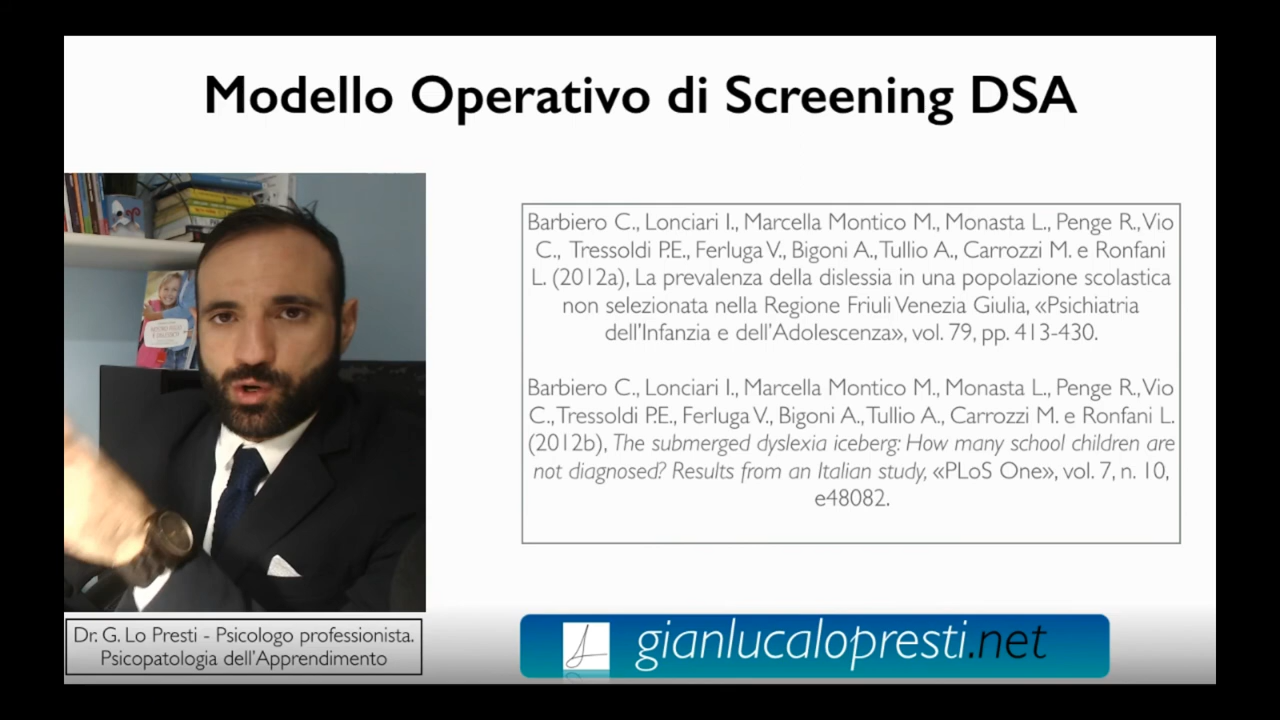 Modello Operativo di Screening DSA
Barbiero C., Lonciari I., Marcella Montico M., Monasta L., Penge R., Vio
C., Tressoldi P.E., Ferluga V., Bigoni A., Tullio A., Carrozzi M. e Ronfani
L. (2012a), La prevalenza della dislessia in una popolazione scolastica
non selezionata nella Regione Friuli Venezia Giulia, «Psichiatria
dell'Infanzia e dell'Adolescenza», vol. 79, pp. 413-430.
Barbiero C., Lonciari I., Marcella Montico M., Monasta L., Penge R., Vio
C., Tressoldi P.E., Ferluga V., Bigoni A., Tullio A., Carrozzi M. e Ronfani L.
(2012b), The submerged dyslexia iceberg: How many school children are
not diagnosed? Results from an Italian study, «PLoS One», vol. 7, n. 10,
e48082.
Dr. G. Lo Presti - Psicologo professionista.
Psicopatologia dell'Apprendimento
gianlucalopresti.net